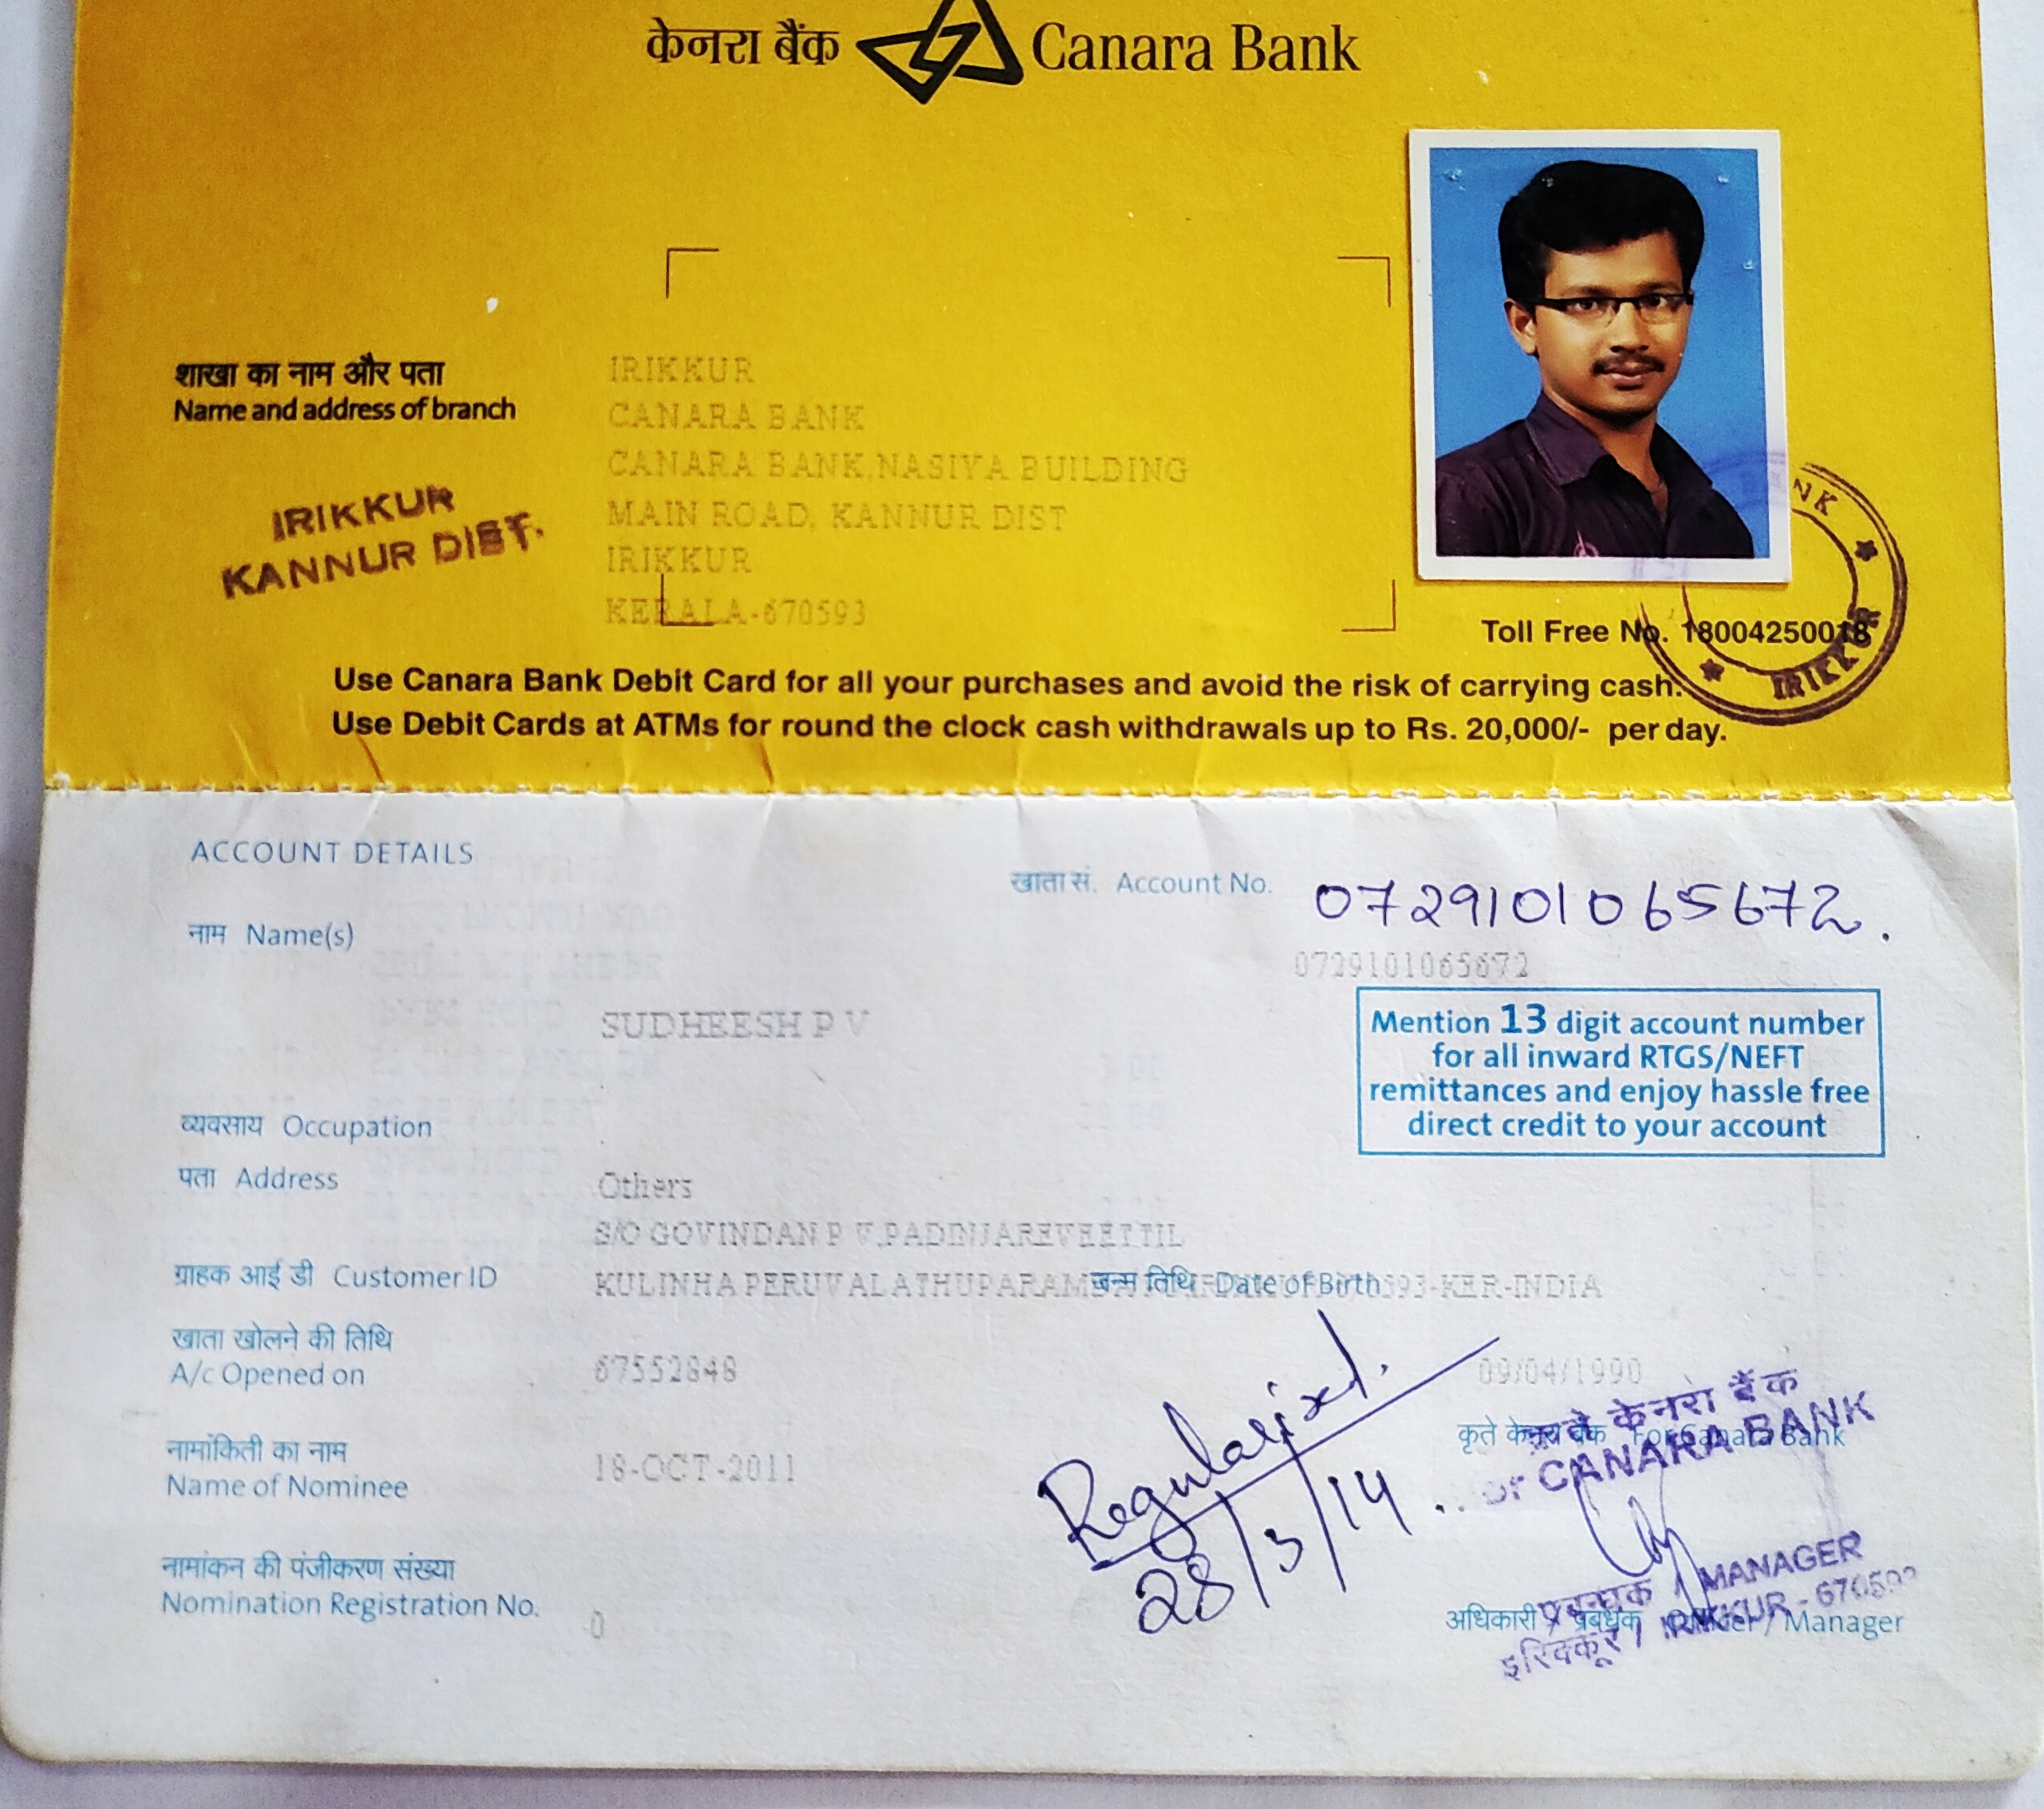 केनरा बैंक Canara Bank
शाखा का नाम और पता
Name and address of branch
IRIKKUR
CANARA BANK
CANARA BANK,NASIYA BUILDING
MAIN ROAD, KANNUR DIST
IRIKKUR
KERALA-670593
IRIKKUR
KANNUR DIST.
NK
IRIKKUR
Toll Free No. 18004250018
Use Canara Bank Debit Card for all your purchases and avoid the risk of carrying cash.
Use Debit Cards at ATMs for round the clock cash withdrawals up to Rs. 20,000/- per day.
ACCOUNT DETAILS
खाता सं. Account No. 0729101065672.
0729101065672
नाम Name(s)
SUDHEESH P V
Mention 13 digit account number
for all inward RTGS/NEFT
remittances and enjoy hassle free
direct credit to your account
व्यवसाय Occupation
पता Address
Others
S/O GOVINDAN P V,PADINJAREVEETTIL
ग्राहक आई डी Customer ID
KULINHA PERUVALATHUPARAMBA 593-KER-INDIA
जन्म तिथि Date of Birth
खाता खोलने की तिथि
A/c Opened on
67552848
09/04/1990
Regularised.
28/3/14
कृते केनरा बैंक For Canara Bank
कृते केनरा बैंक
For CANARA BANK
नामांकिती का नाम
Name of Nominee
18-OCT-2011
नामांकन की पंजीकरण संख्या
Nomination Registration No.
0
प्रबन्धक / MANAGER
इरिक्कूर / IRIKKUR - 670593
अधिकारी / प्रबंधक Officer / Manager